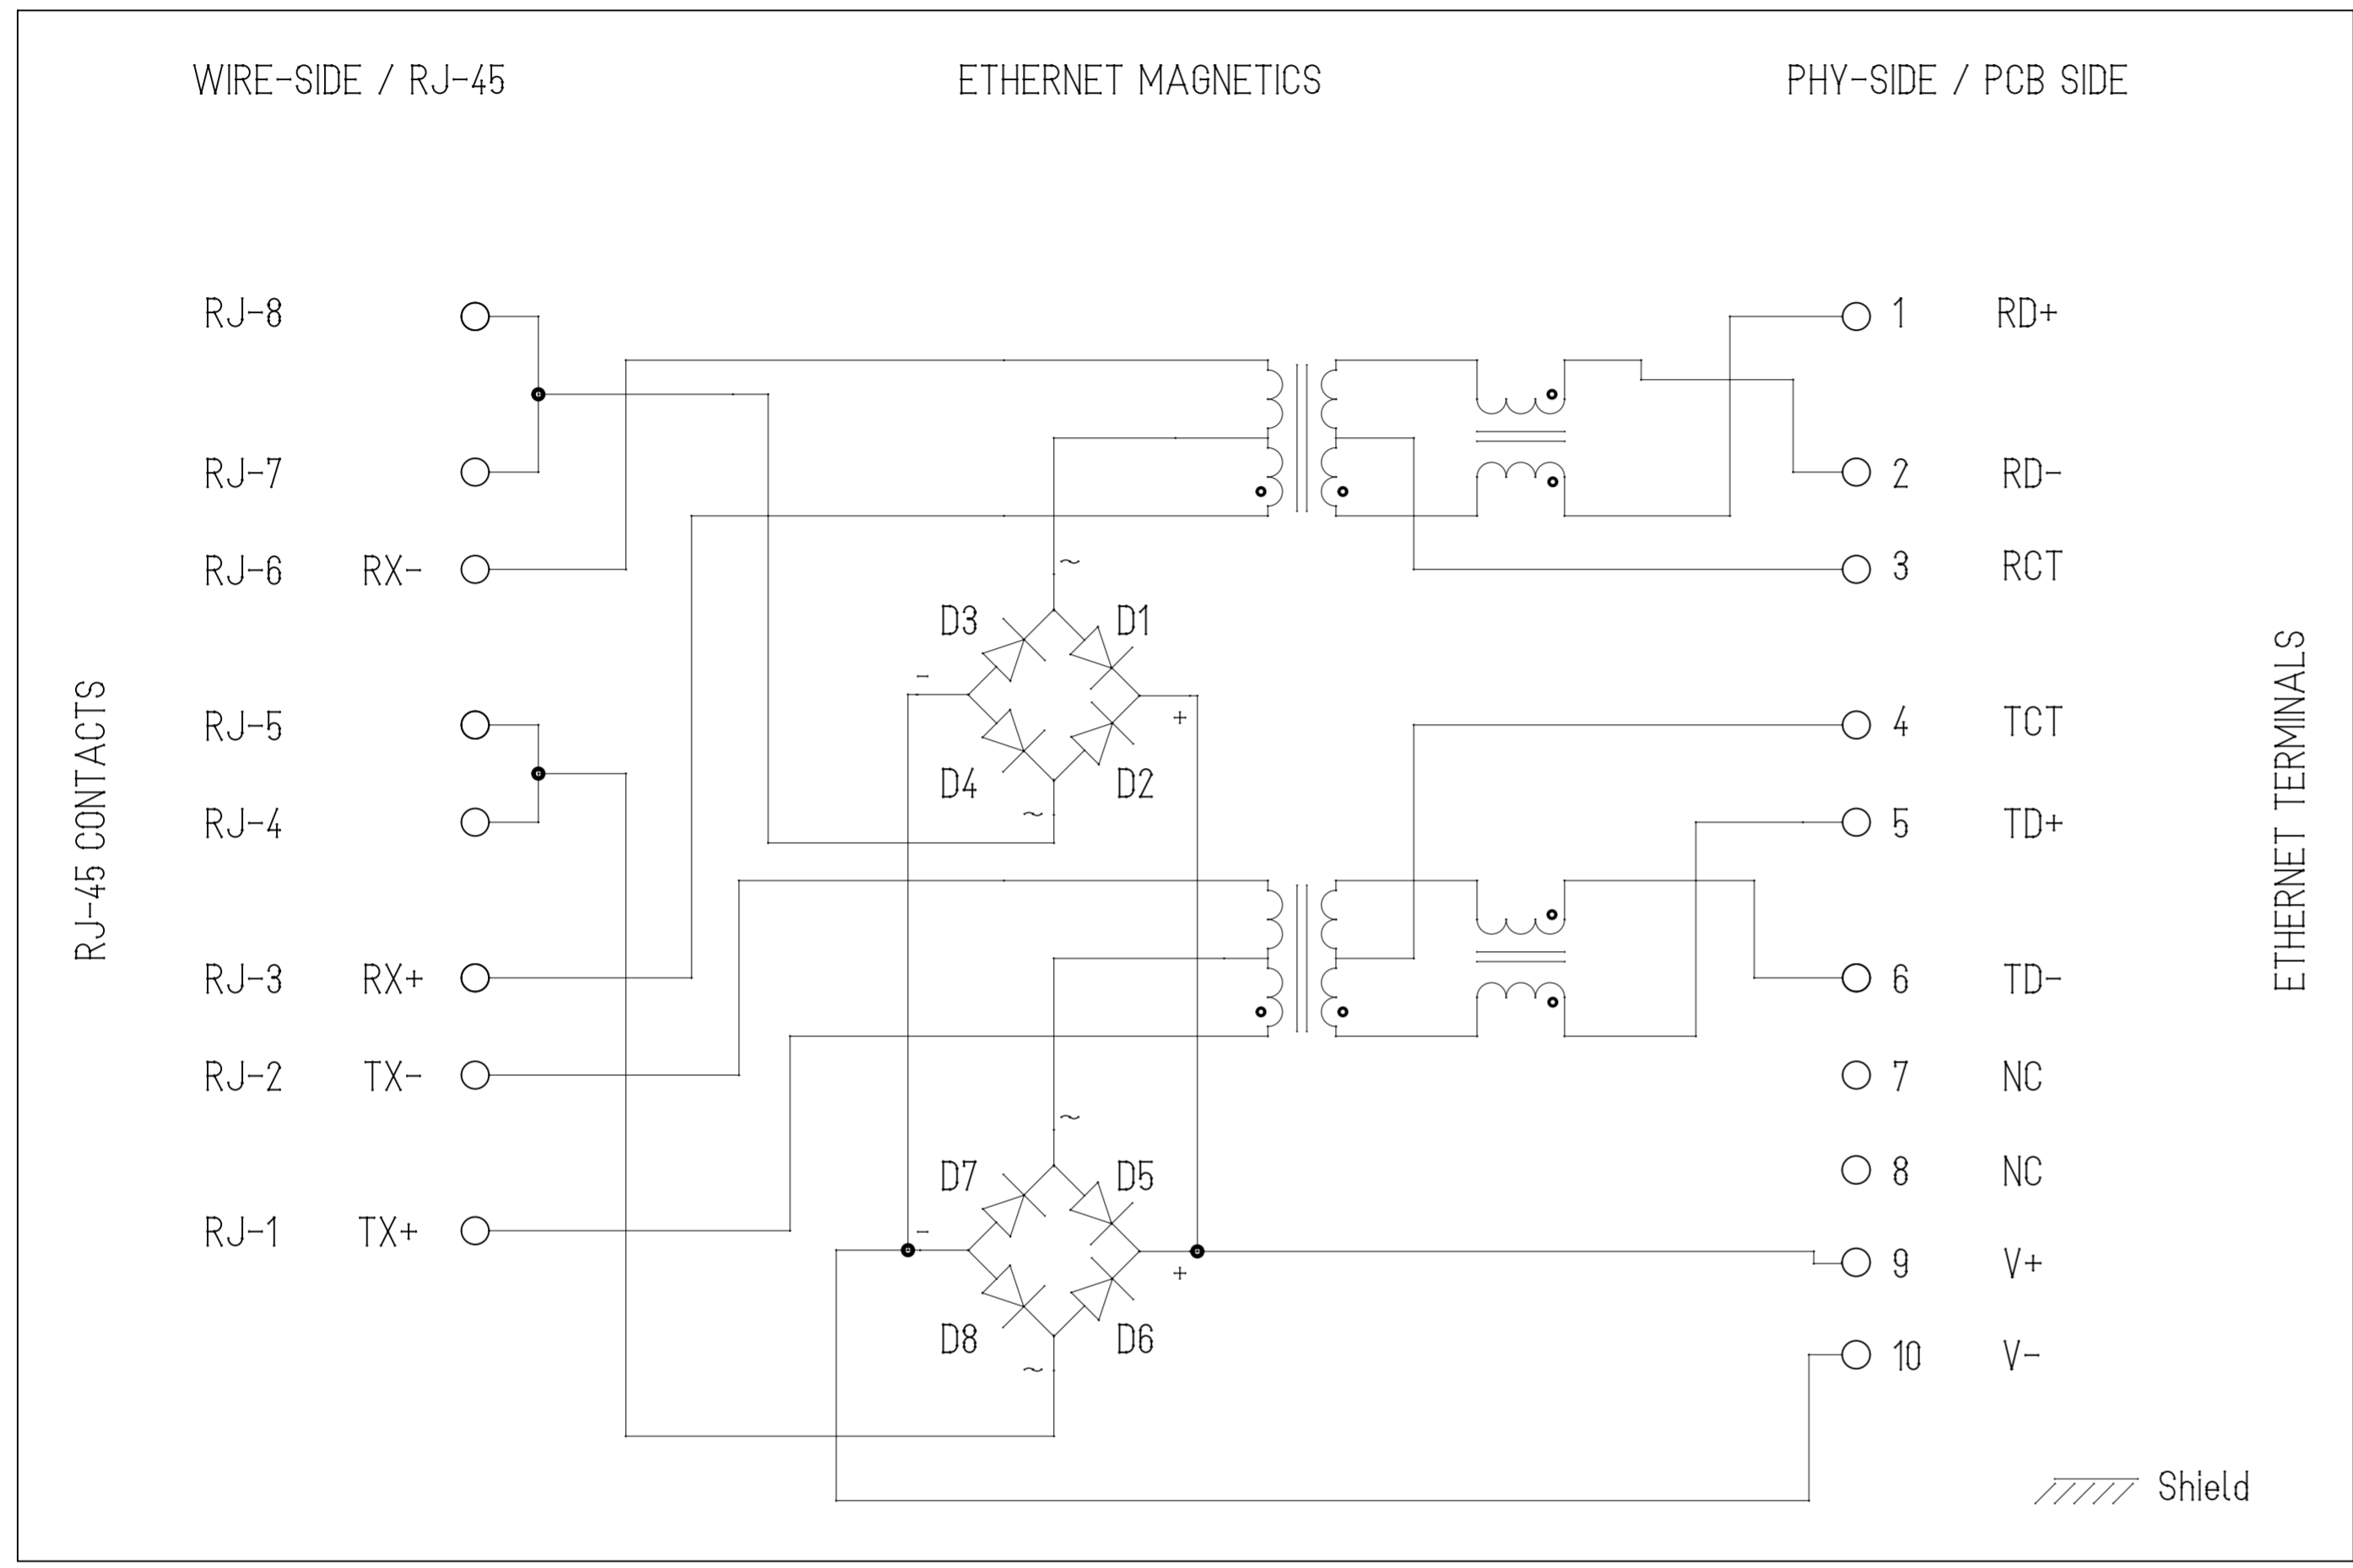 WIRE-SIDE / RJ-45
ETHERNET MAGNETICS
PHY-SIDE / PCB SIDE
RJ-8
1 RD+
RJ-7
2 RD-
RJ-6 RX-
~
3 RCT
D3
D1
-
+
RJ-5
4 TCT
D4
D2
~
RJ-4
5 TD+
RJ-45 CONTACTS
ETHERNET TERMINALS
RJ-3 RX+
6 TD-
RJ-2 TX-
7 NC
~
D7
D5
8 NC
RJ-1 TX+
-
+
9 V+
D8
D6
~
10 V-
Shield